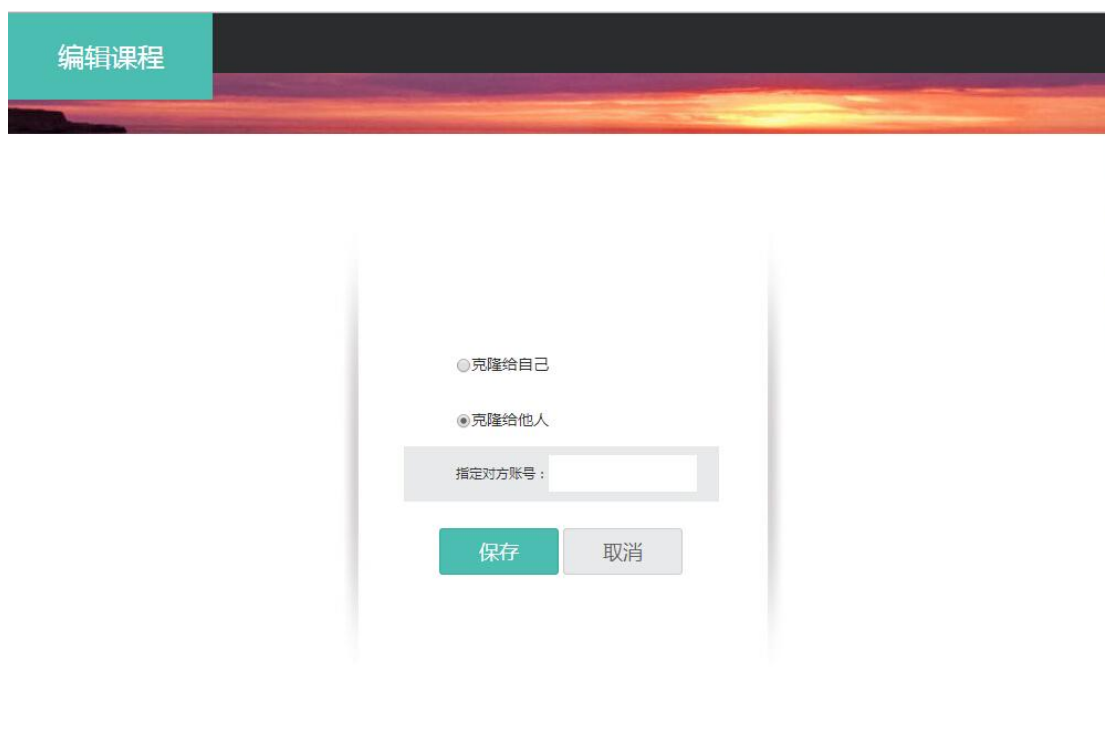 编辑课程
克隆给自己
克隆给他人
指定对方账号：
保存 取消